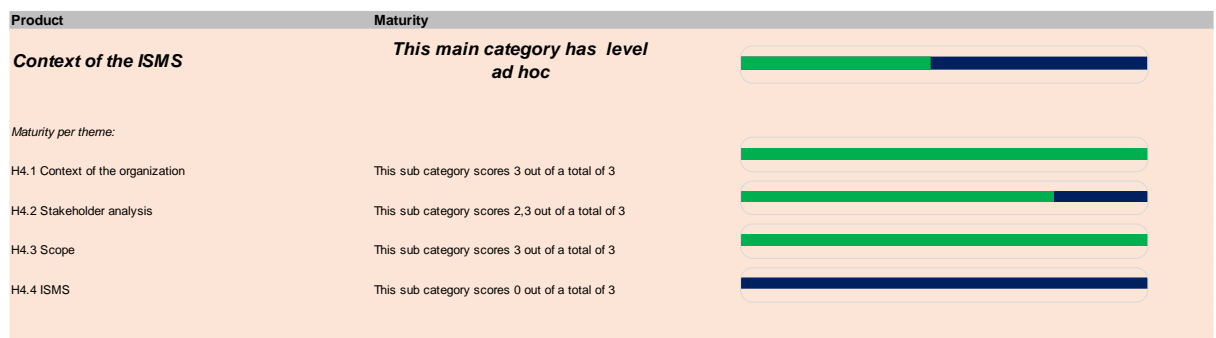 Product Maturity
Context of the ISMS
This main category has level
ad hoc
Maturity per theme:
H4.1 Context of the organization This sub category scores 3 out of a total of 3
H4.2 Stakeholder analysis This sub category scores 2,3 out of a total of 3
H4.3 Scope This sub category scores 3 out of a total of 3
H4.4 ISMS This sub category scores 0 out of a total of 3